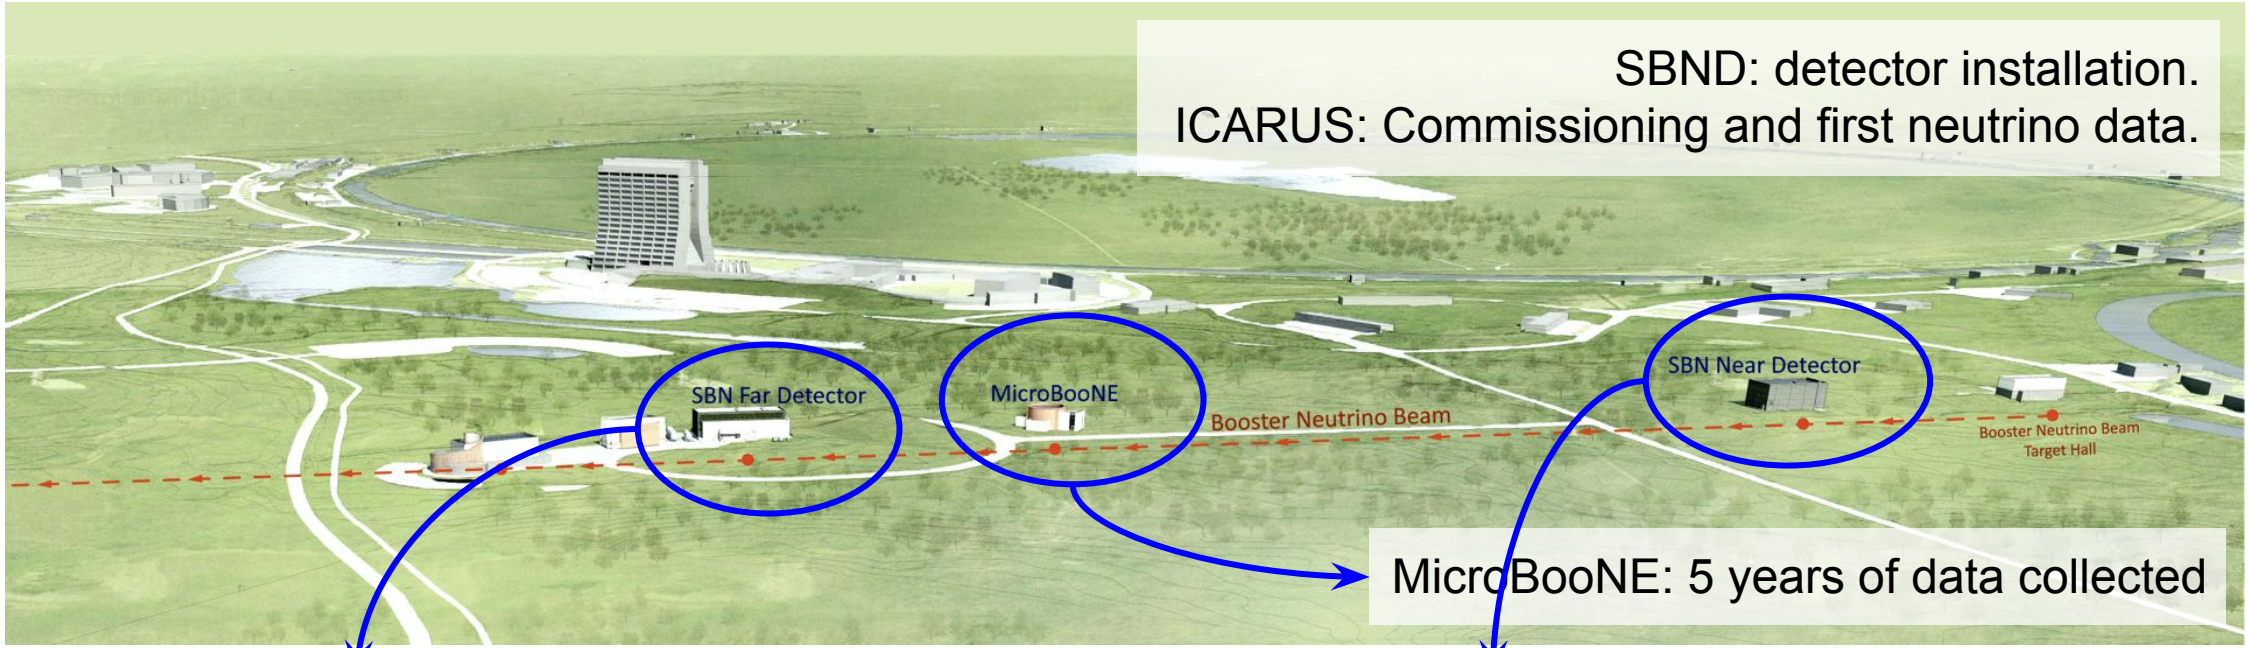 SBND: detector installation.
ICARUS: Commissioning and first neutrino data.
SBN Near Detector
SBN Far Detector
MicroBooNE
Booster Neutrino Beam
Booster Neutrino Beam
Target Hall
MicroBooNE: 5 years of data collected